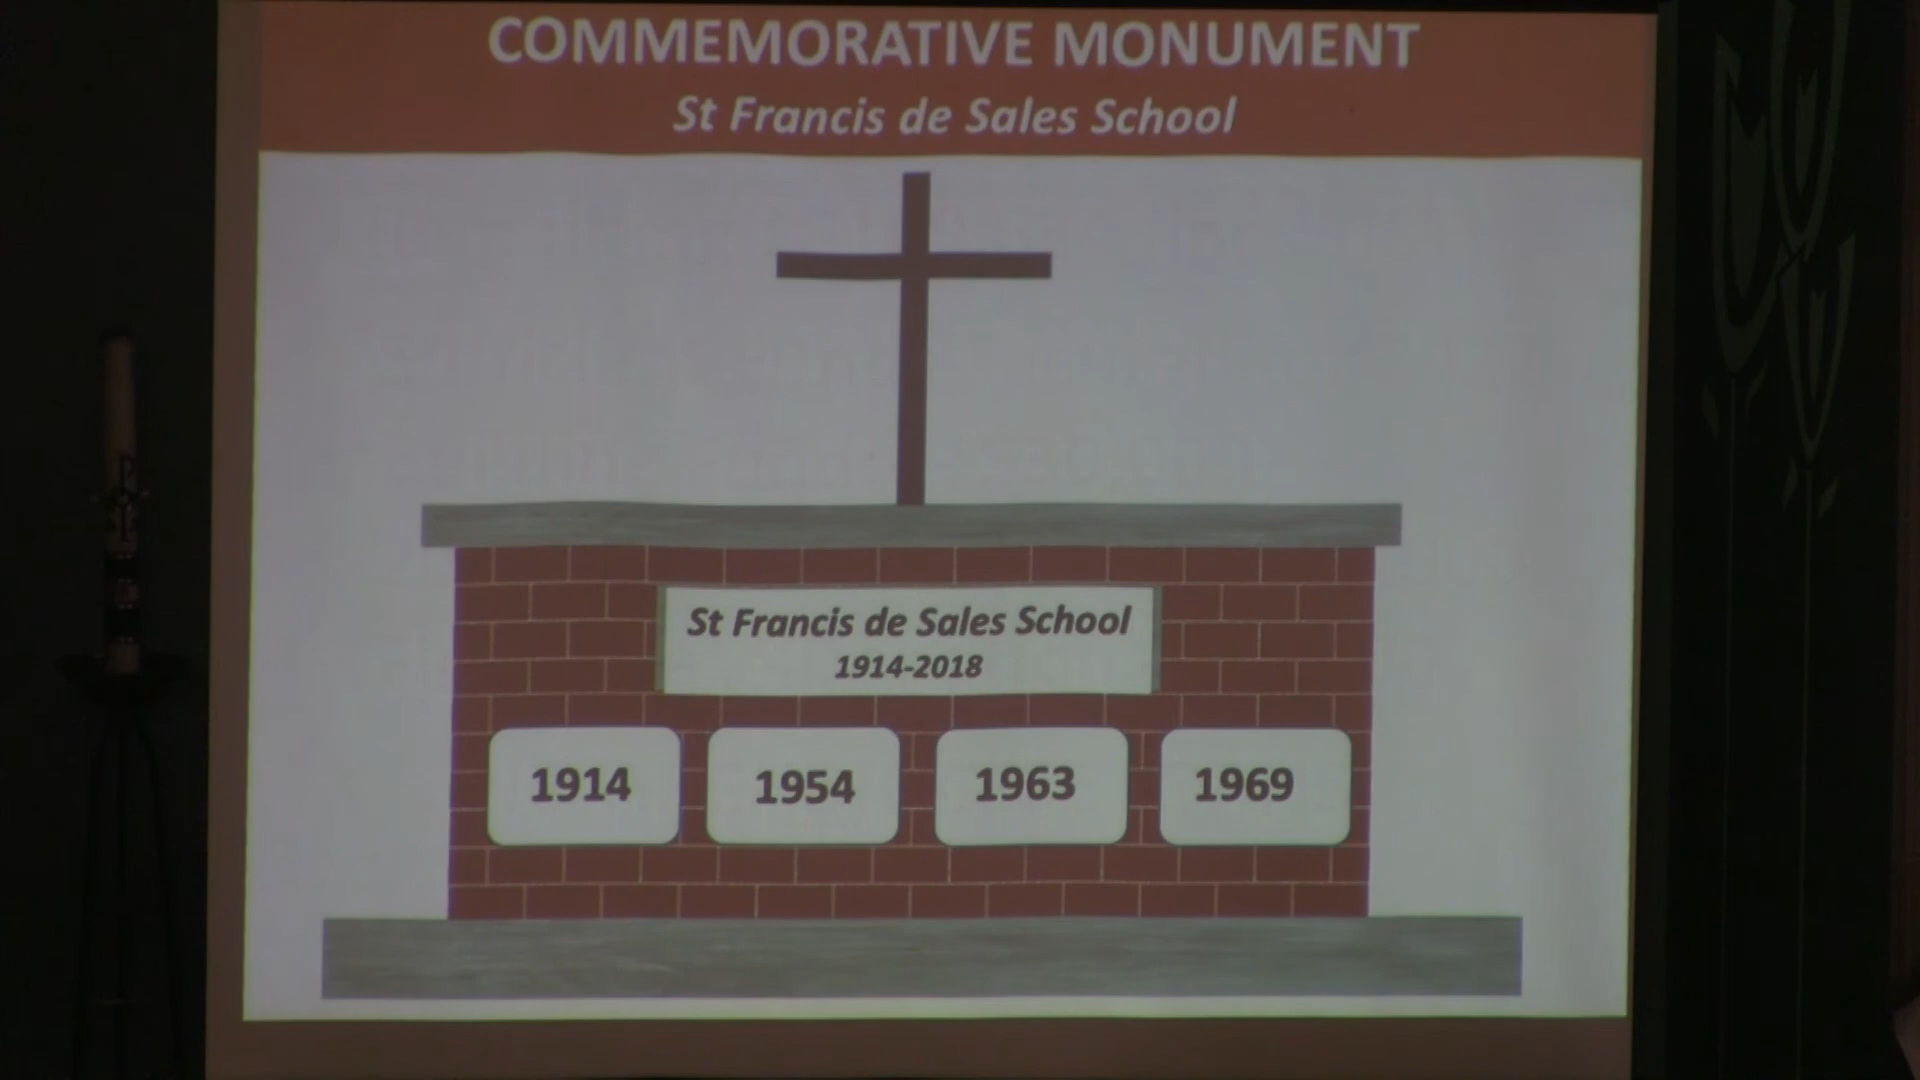 COMMEMORATIVE MONUMENT
St Francis de Sales School
St Francis de Sales School
1914-2018
1914 1954 1963 1969